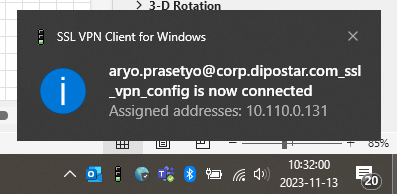 3-D Rotation
SSL VPN Client for Windows
aryo.prasetyo@corp.dipostar.com_ssl
_vpn_config is now connected
Assigned addresses: 10.110.0.131
85%
10:32:00
2023-11-13
20